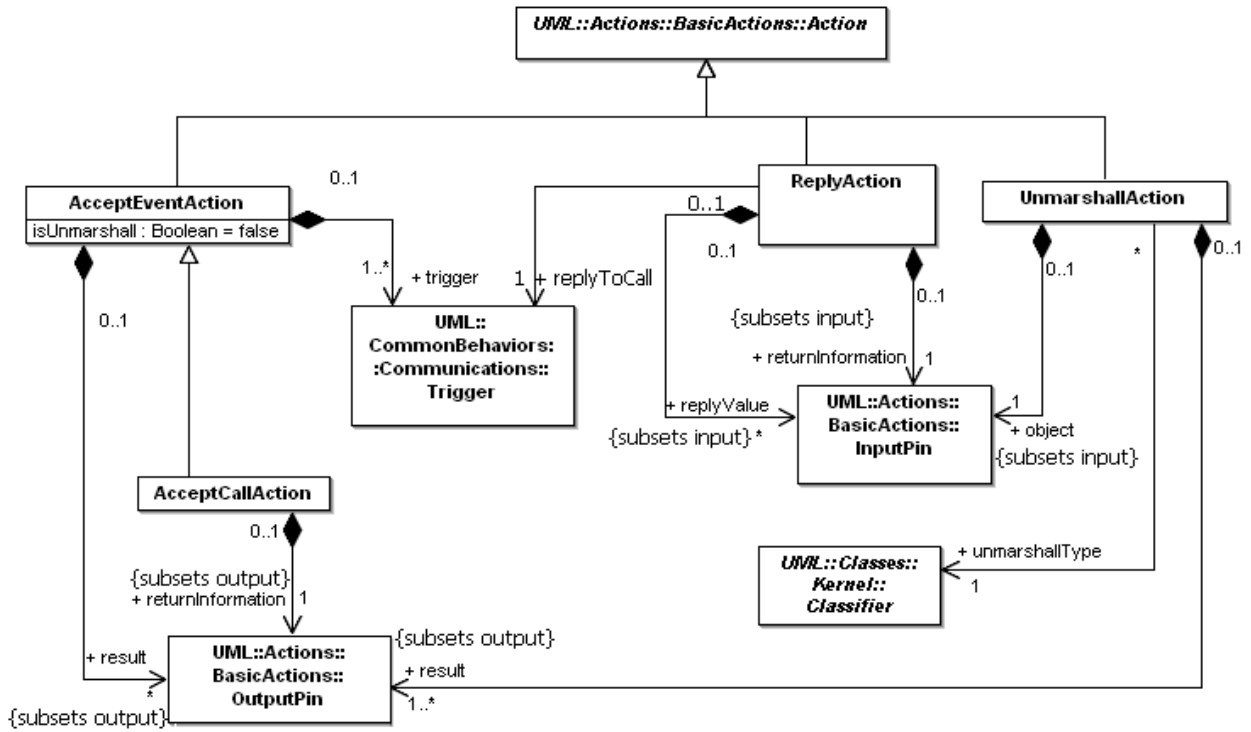 UML::Actions::BasicActions::Action
AcceptEventAction
isUnmarshall : Boolean = false
0..1
ReplyAction
0..1
0..1
UnmarshallAction
*
0..1
0..1
0..1
0..1
1..*
+ trigger
1
+ replyToCall
UML::
CommonBehaviors:
:Communications::
Trigger
{subsets input}
+ returnInformation
1
+ replyValue
{subsets input} *
UML::Actions::
BasicActions::
InputPin
1
+ object
{subsets input}
AcceptCallAction
0..1
{subsets output}
+ returnInformation
1
UML::Classes::
Kernel::
Classifier
+ unmarshallType
1
+ result
*
{subsets output}
UML::Actions::
BasicActions::
OutputPin
{subsets output}
+ result
1..*